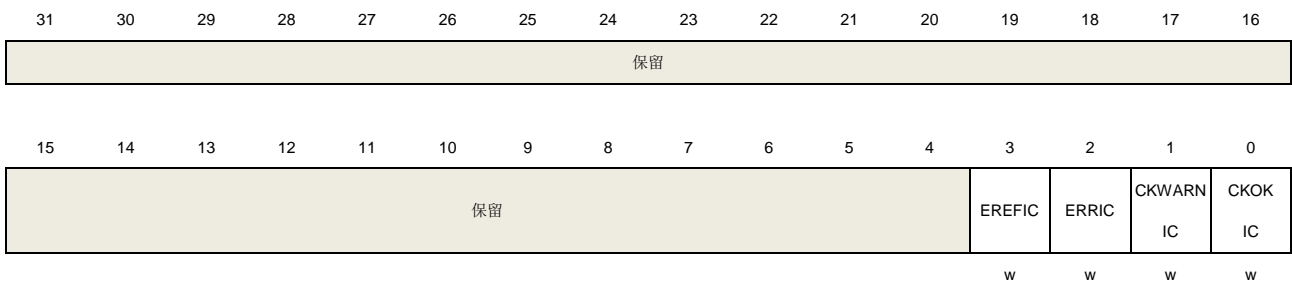 31 30 29 28 27 26 25 24 23 22 21 20 19 18 17 16
保留
15 14 13 12 11 10 9 8 7 6 5 4 3 2 1 0
保留 EREFIC ERRIC CKWARN IC CKOK IC
w w w w